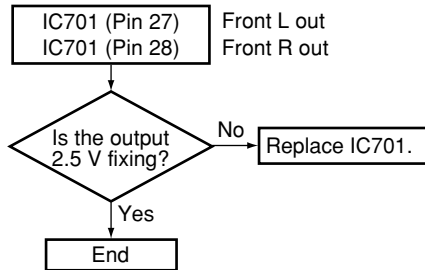 IC701 (Pin 27) Front L out
IC701 (Pin 28) Front R out
Is the output
2.5 V fixing?
No
Replace IC701.
Yes
End